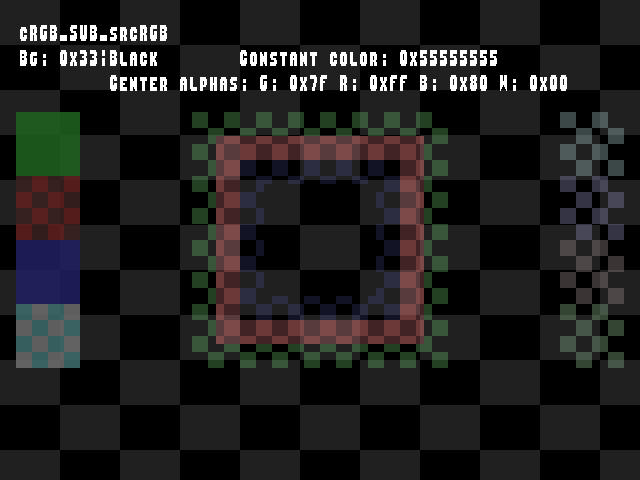 cRGB_SUB_srcRGB
Bg: 0x33;Black Constant color: 0x55555555
Center alphas: G: 0x7f R: 0xff B: 0x80 W: 0x00